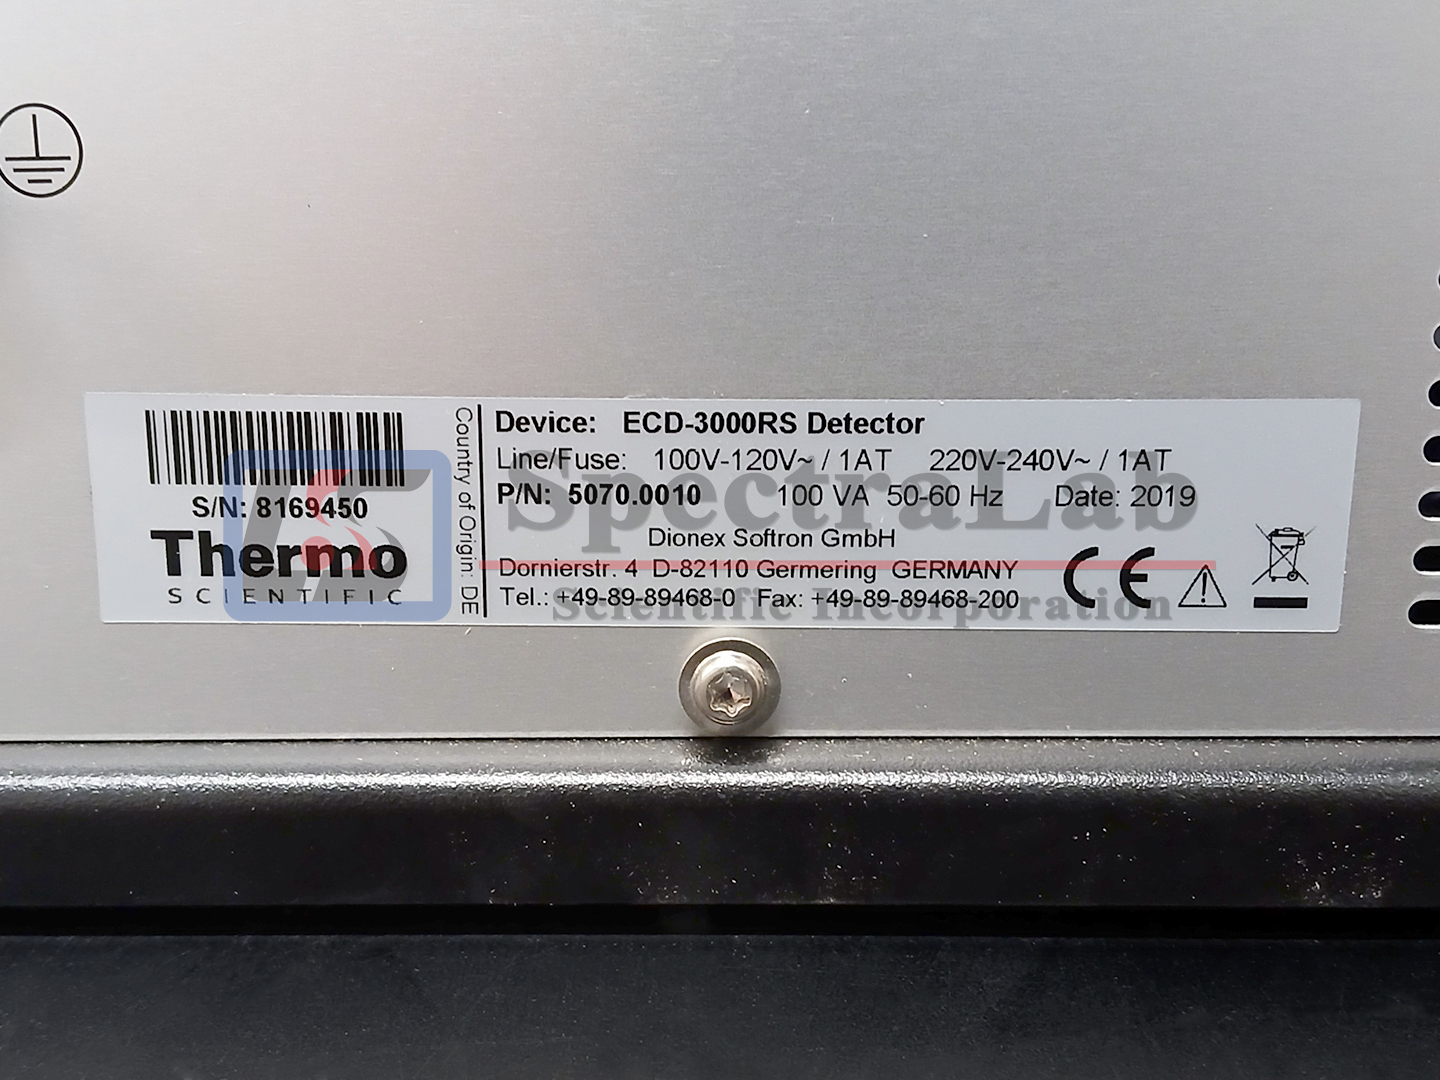 S/N: 8169450
Thermo
SCIENTIFIC
Country of Origin: DE
Device: ECD-3000RS Detector
Line/Fuse: 100V-120V~ / 1AT 220V-240V~ / 1AT
P/N: 5070.0010 100 VA 50-60 Hz Date: 2019
Dionex Softron GmbH
Dornierstr. 4 D-82110 Germering GERMANY
Tel.: +49-89-89468-0 Fax: +49-89-89468-200
CE
SpectraLab
Scientific Incorporation